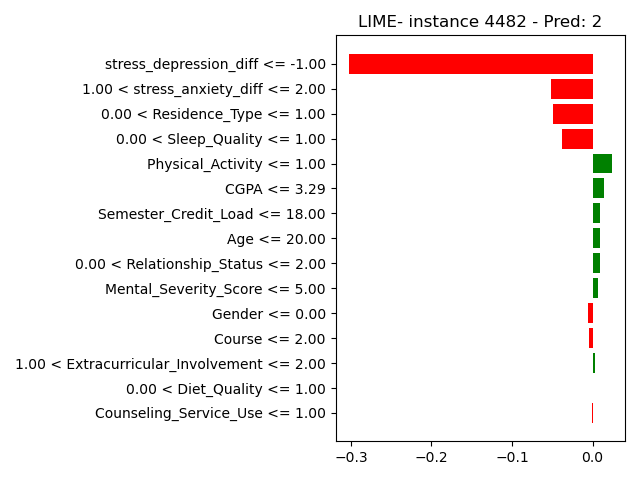 LIME- instance 4482 - Pred: 2
stress_depression_diff <= -1.00
1.00 < stress_anxiety_diff <= 2.00
0.00 < Residence_Type <= 1.00
0.00 < Sleep_Quality <= 1.00
Physical_Activity <= 1.00
CGPA <= 3.29
Semester_Credit_Load <= 18.00
Age <= 20.00
0.00 < Relationship_Status <= 2.00
Mental_Severity_Score <= 5.00
Gender <= 0.00
Course <= 2.00
1.00 < Extracurricular_Involvement <= 2.00
0.00 < Diet_Quality <= 1.00
Counseling_Service_Use <= 1.00
−0.3 −0.2 −0.1 0.0